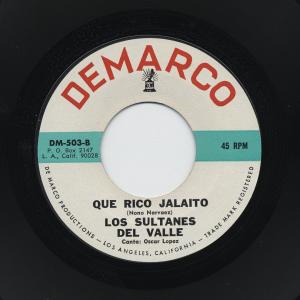 DEMARCO
DM-503-B
P. O. Box 2147
L. A., Calif. 90028
45 RPM
QUE RICO JALAITO
(Nono Narvaez)
LOS SULTANES
DEL VALLE
Canta: Oscar Lopez
DE MARCO PRODUCTIONS - LOS ANGELES, CALIFORNIA - TRADE MARK REGISTERED